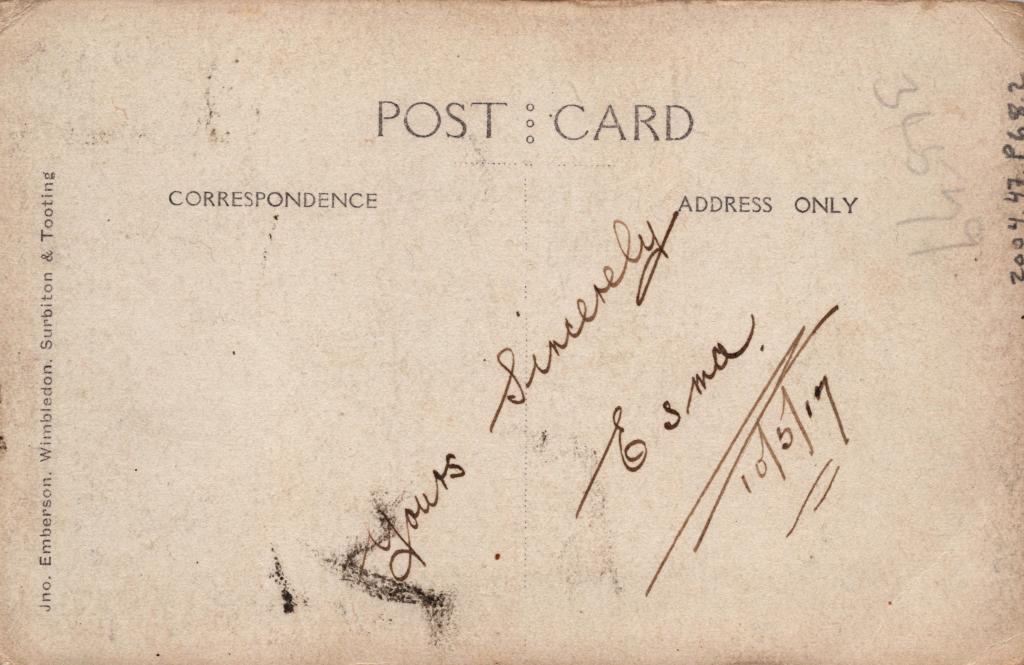 POST CARD
CORRESPONDENCE
ADDRESS ONLY
Yours Sincerely
Esma.
10/5/17
Jno. Emberson. Wimbledon. Surbiton & Tooting
2004 47.P682